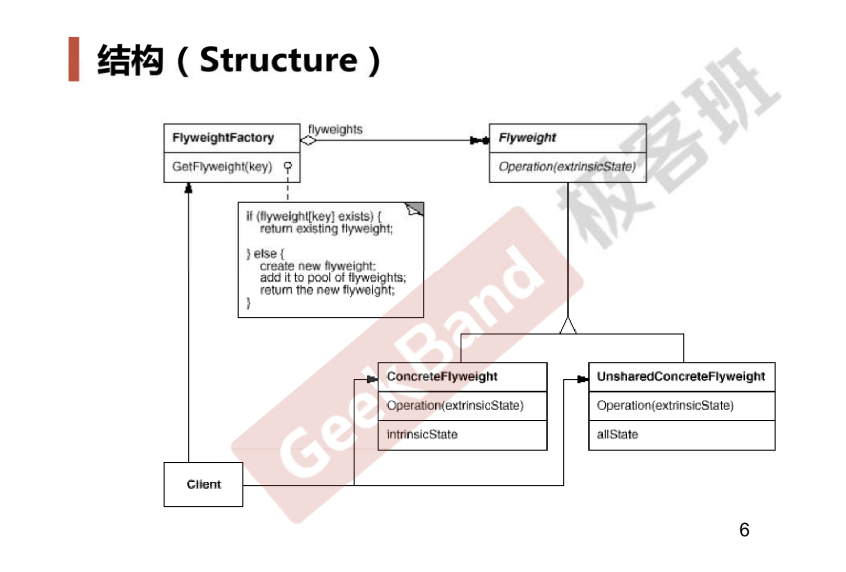 结构（Structure）
FlyweightFactory
GetFlyweight(key)
flyweights
Flyweight
Operation(extrinsicState)
if (flyweight[key] exists) {
return existing flyweight;
} else {
create new flyweight;
add it to pool of flyweights;
return the new flyweight;
}
ConcreteFlyweight
Operation(extrinsicState)
intrinsicState
UnsharedConcreteFlyweight
Operation(extrinsicState)
allState
Client
GeekBand
极客班
6